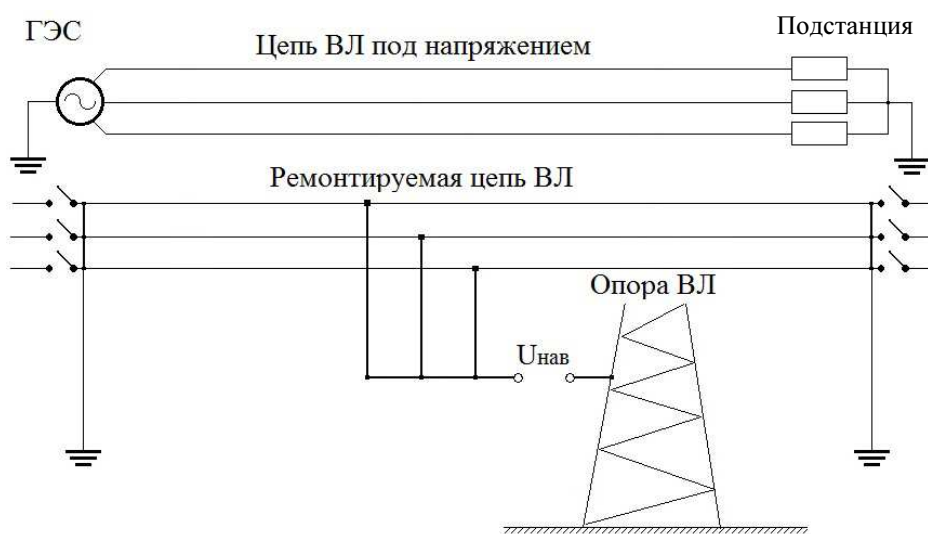 ГЭС
Подстанция
Цепь ВЛ под напряжением
Ремонтируемая цепь ВЛ
Опора ВЛ
Uнав